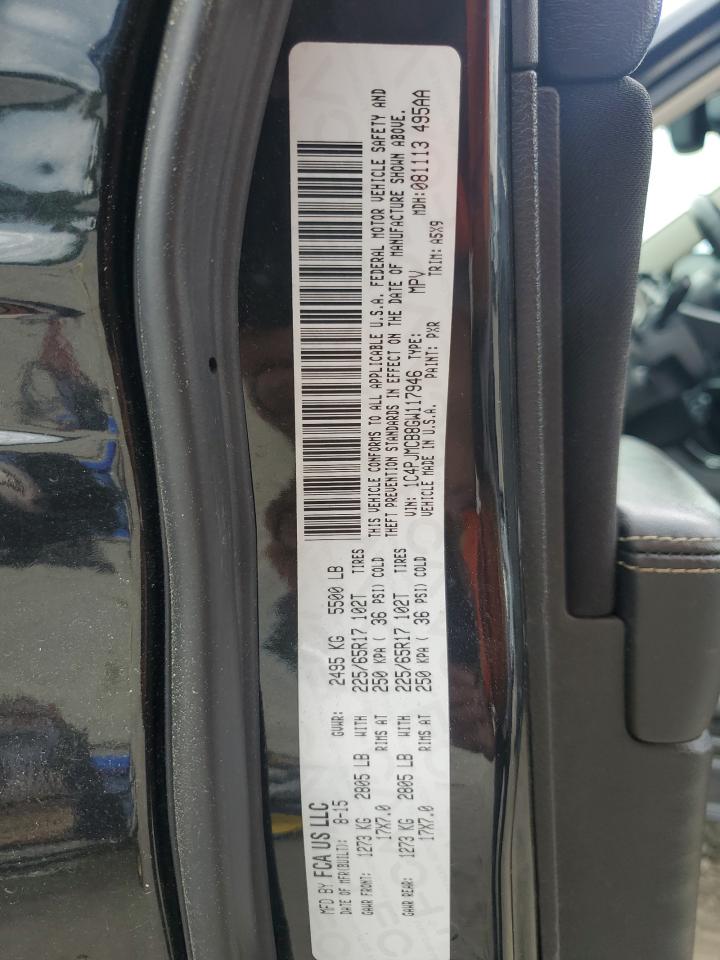 MFD BY FCA US LLC
DATE OF MFR(BUILT): 8-15 GVWR: 2495 KG 5500 LB
GAWR FRONT: 1273 KG 2805 LB WITH 225/65R17 102T TIRES
17X7.0 RIMS AT 250 KPA ( 36 PSI) COLD
GAWR REAR: 1273 KG 2805 LB WITH 225/65R17 102T TIRES
17X7.0 RIMS AT 250 KPA ( 36 PSI) COLD
THIS VEHICLE CONFORMS TO ALL APPLICABLE U.S.A. FEDERAL MOTOR VEHICLE SAFETY AND
THEFT PREVENTION STANDARDS IN EFFECT ON THE DATE OF MANUFACTURE SHOWN ABOVE.
VIN: 1C4PJMCB8GW117946 TYPE: MPV MDH:081113 495AA
VEHICLE MADE IN U.S.A. PAINT: PXR TRIM: A5X9